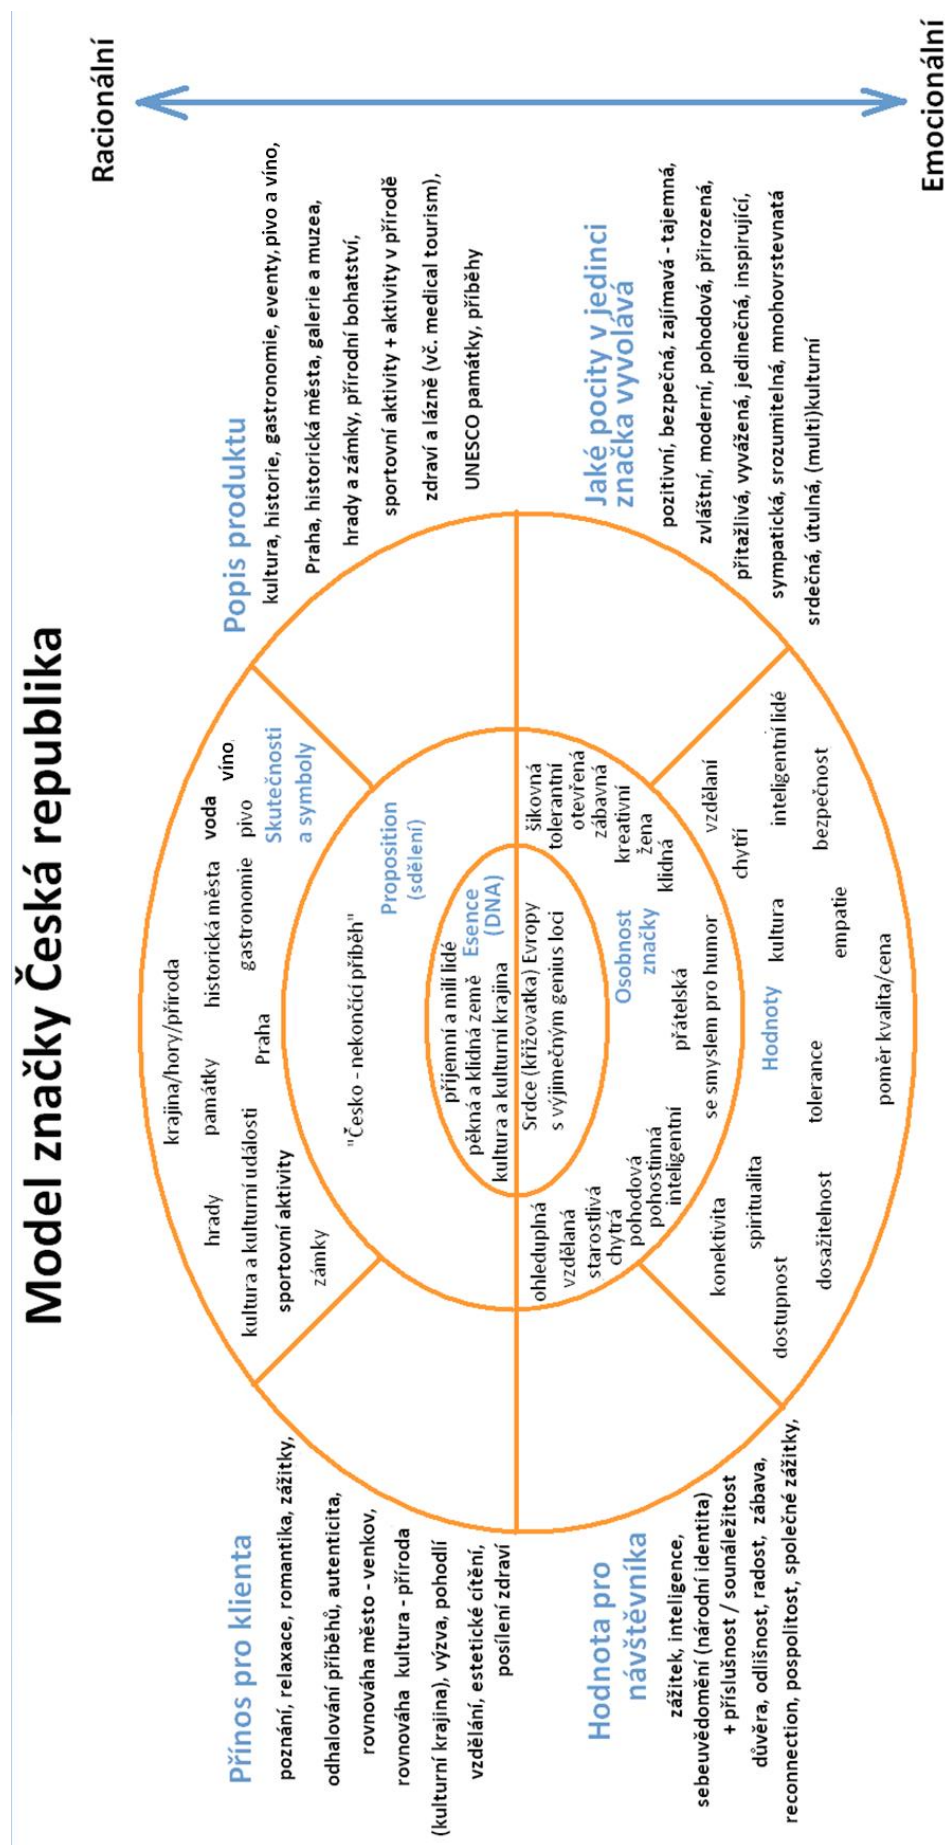 Model značky Česká republika
Racionální
Emocionální
Přínos pro klienta
poznání, relaxace, romantika, zážitky,
odhalování příběhů, autenticita,
rovnováha město - venkov,
rovnováha kultura - příroda
(kulturní krajina), výzva, pohodlí
vzdělání, estetické cítění,
posílení zdraví
krajina/hory/příroda
hrady
památky
historická města
voda
víno
kultura a kulturní události
Praha
gastronomie
pivo
sportovní aktivity
zámky
Skutečnosti
a symboly
Popis produktu
kultura, historie, gastronomie, eventy, pivo a víno,
Praha, historická města, galerie a muzea,
hrady a zámky, přírodní bohatství,
sportovní aktivity + aktivity v přírodě
zdraví a lázně (vč. medical tourism),
UNESCO památky, příběhy
"Česko - nekončící příběh"
Proposition
(sdělení)
příjemní a milí lidé
pěkná a klidná země
kultura a kulturní krajina
Esence
(DNA)
Srdce (křižovatka) Evropy
s výjimečným genius loci
ohleduplná
vzdělaná
starostlivá
chytrá
pohodová
pohostinná
inteligentní
přátelská
se smyslem pro humor
Osobnost
značky
šikovná
tolerantní
otevřená
zábavná
kreativní
žena
klidná
Hodnota pro
návštěvníka
zážitek, inteligence,
sebeuvědomění (národní identita)
+ příslušnost / sounáležitost
důvěra, odlišnost, radost, zábava,
reconnection, pospolitost, společné zážitky,
konektivita
spiritualita
dostupnost
dosažitelnost
Hodnoty
tolerance
kultura
empatie
poměr kvalita/cena
vzdělaní
chytří
inteligentní lidé
bezpečnost
Jaké pocity v jedinci
značka vyvolává
pozitivní, bezpečná, zajímavá - tajemná,
zvláštní, moderní, pohodová, přirozená,
přitažlivá, vyvážená, jedinečná, inspirující,
sympatická, srozumitelná, mnohovrstevnatá
srdečná, útulná, (multi)kulturní